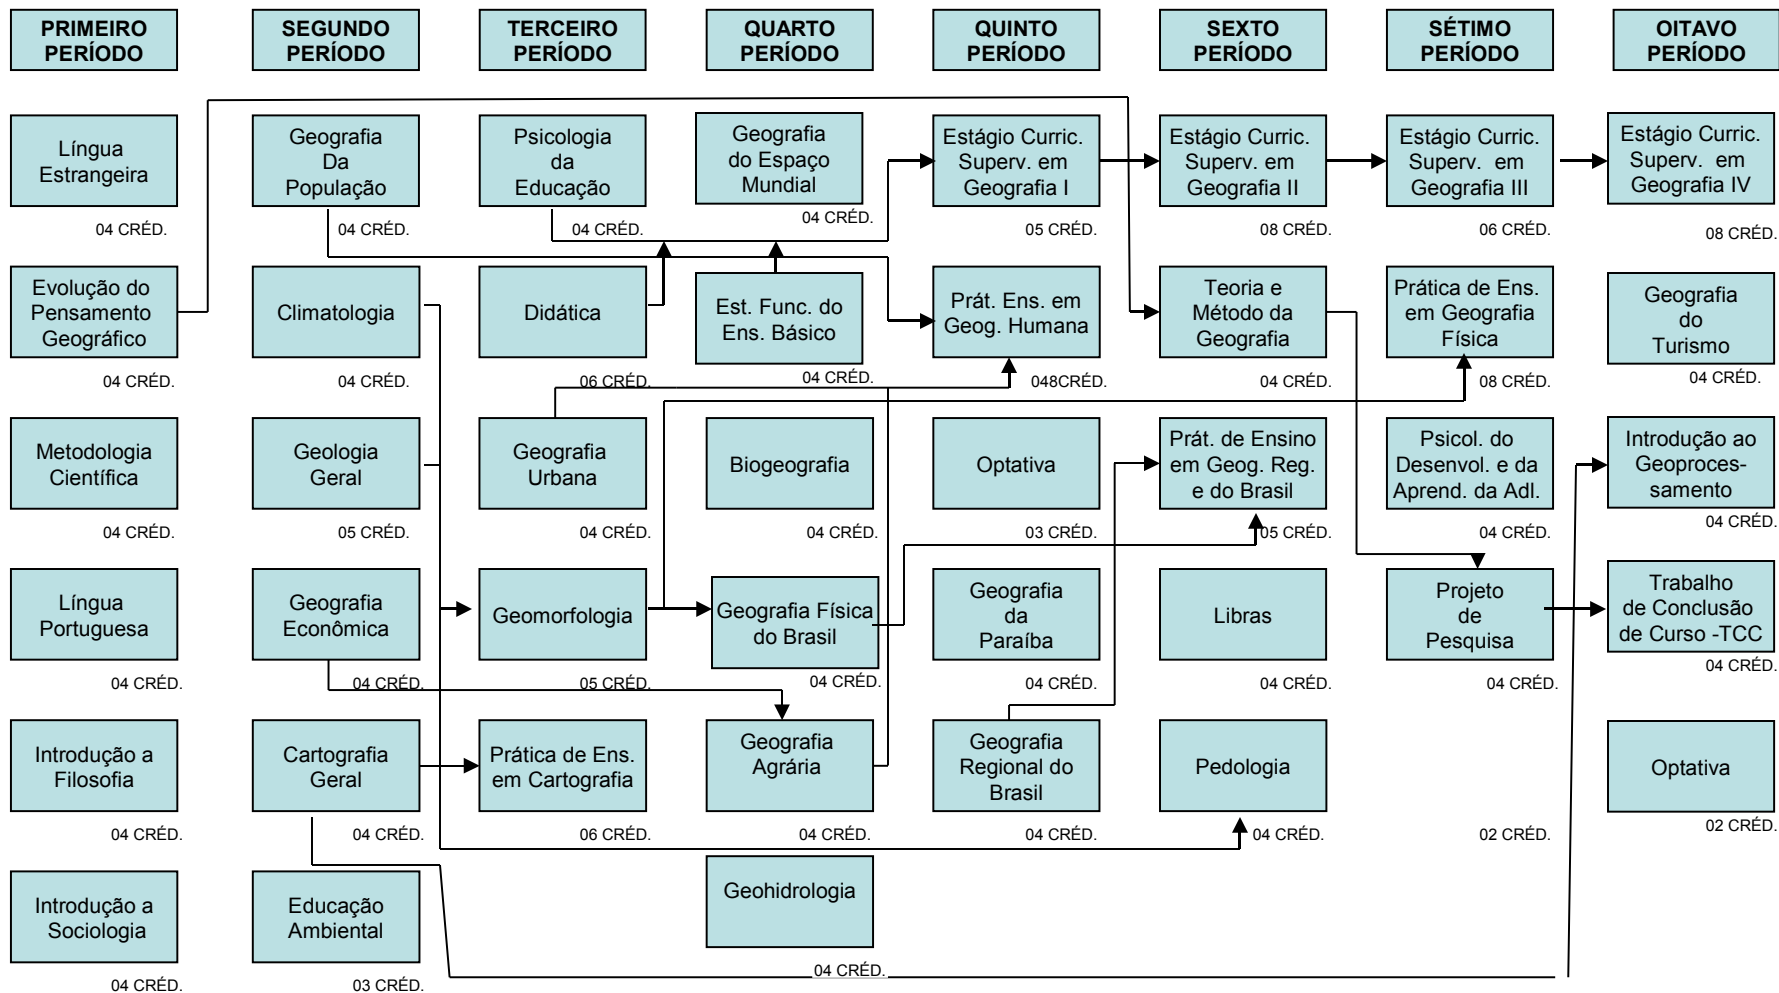 PRIMEIRO
PERÍODO
SEGUNDO
PERÍODO
TERCEIRO
PERÍODO
QUARTO
PERÍODO
QUINTO
PERÍODO
SEXTO
PERÍODO
SÉTIMO
PERÍODO
OITAVO
PERÍODO
Língua
Estrangeira
04 CRÉD.
Geografia
Da
População
04 CRÉD.
Psicologia
da
Educação
04 CRÉD.
Geografia
do Espaço
Mundial
04 CRÉD.
Estágio Curric.
Superv. em
Geografia I
05 CRÉD.
Estágio Curric.
Superv. em
Geografia II
08 CRÉD.
Estágio Curric.
Superv. em
Geografia III
06 CRÉD.
Estágio Curric.
Superv. em
Geografia IV
08 CRÉD.
Evolução do
Pensamento
Geográfico
04 CRÉD.
Climatologia
04 CRÉD.
Didática
06 CRÉD.
Est. Func. do
Ens. Básico
04 CRÉD.
Prát. Ens. em
Geog. Humana
048CRÉD.
Teoria e
Método da
Geografia
04 CRÉD.
Prática de Ens.
em Geografia
Física
08 CRÉD.
Geografia
do
Turismo
04 CRÉD.
Metodologia
Científica
04 CRÉD.
Geologia
Geral
05 CRÉD.
Geografia
Urbana
04 CRÉD.
Biogeografia
04 CRÉD.
Optativa
03 CRÉD.
Prát. de Ensino
em Geog. Reg.
e do Brasil
05 CRÉD.
Psicol. do
Desenvol. e da
Aprend. da Adl.
04 CRÉD.
Introdução ao
Geoproces-
samento
04 CRÉD.
Língua
Portuguesa
04 CRÉD.
Geografia
Econômica
04 CRÉD.
Geomorfologia
05 CRÉD.
Geografia Física
do Brasil
04 CRÉD.
Geografia
da
Paraíba
04 CRÉD.
Libras
04 CRÉD.
Projeto
de
Pesquisa
04 CRÉD.
Trabalho
de Conclusão
de Curso -TCC
04 CRÉD.
Introdução a
Filosofia
04 CRÉD.
Cartografia
Geral
04 CRÉD.
Prática de Ens.
em Cartografia
06 CRÉD.
Geografia
Agrária
04 CRÉD.
Geografia
Regional do
Brasil
04 CRÉD.
Pedologia
04 CRÉD.
02 CRÉD.
Optativa
02 CRÉD.
Introdução a
Sociologia
04 CRÉD.
Educação
Ambiental
03 CRÉD.
Geohidrologia
04 CRÉD.